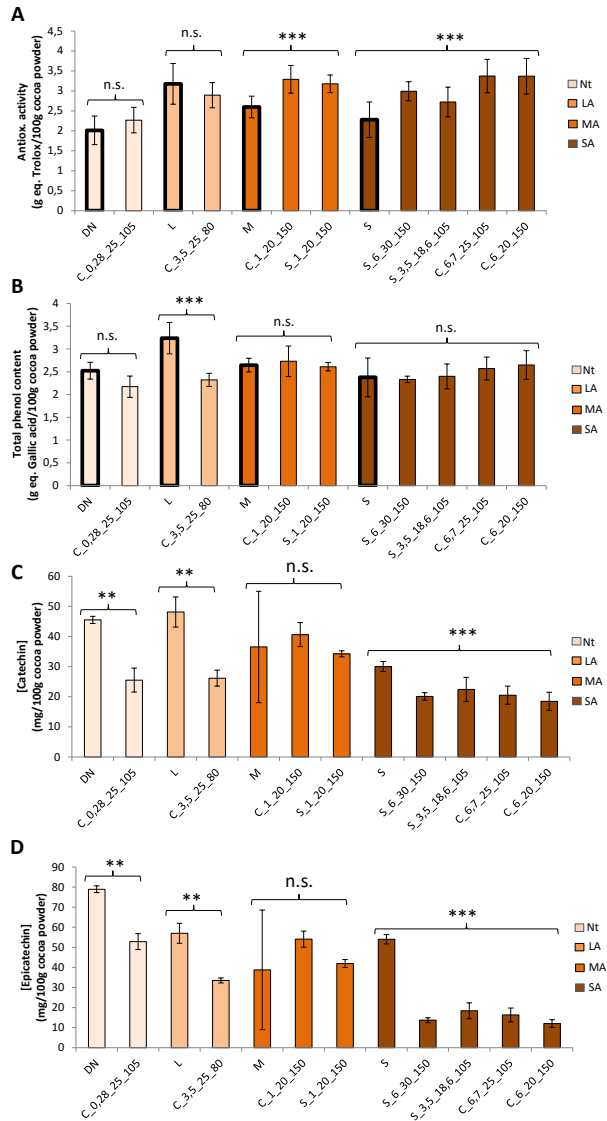 A
Antiox. activity
(g eq. Trolox/100g cocoa powder)
4,5
4
3,5
3
2,5
2
1,5
1
0,5
0
n.s.
n.s.
***
***
DN
C_0,28_25_105
L
C_3,5_25_80
M
C_1_20_150
S_1_20_150
S
S_6_30_150
S_3,5_18,6_105
C_6,7_25_105
C_6_20_150
Nt
LA
MA
SA
B
Total phenol content
(g eq. Gallic acid/100g cocoa powder)
4
3,5
3
2,5
2
1,5
1
0,5
0
n.s.
***
n.s.
n.s.
DN
C_0,28_25_105
L
C_3,5_25_80
M
C_1_20_150
S_1_20_150
S
S_6_30_150
S_3,5_18,6_105
C_6,7_25_105
C_6_20_150
Nt
LA
MA
SA
C
[Catechin]
(mg/100g cocoa powder)
60
50
40
30
20
10
0
**
**
n.s.
***
DN
C_0,28_25_105
L
C_3,5_25_80
M
C_1_20_150
S_1_20_150
S
S_6_30_150
S_3,5_18,6_105
C_6,7_25_105
C_6_20_150
Nt
LA
MA
SA
D
[Epicatechin]
(mg/100g cocoa powder)
90
80
70
60
50
40
30
20
10
0
**
**
n.s.
***
DN
C_0,28_25_105
L
C_3,5_25_80
M
C_1_20_150
S_1_20_150
S
S_6_30_150
S_3,5_18,6_105
C_6,7_25_105
C_6_20_150
Nt
LA
MA
SA